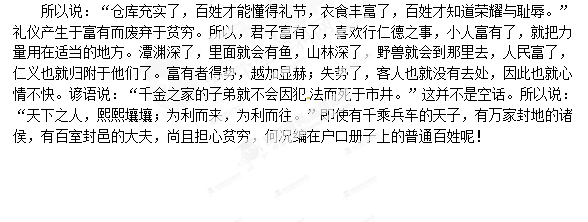 所以说：“仓库充实了，百姓才能懂得礼节，衣食丰富了，百姓才知道荣耀与耻辱。”
礼仪产生于富有而废弃于贫穷。所以，君子富有了，喜欢行仁德之事，小人富有了，就把力
量用在适当的地方。潭渊深了，里面就会有鱼，山林深了，野兽就会到那里去，人民富了，
仁义也就归附于他们了。富有者得势，越加显赫；失势了，客人也就没有去处，因此也就心
情不快。谚语说：“千金之家的子弟就不会因犯法而死于市井。”这并不是空话。所以说：
“天下之人，熙熙攘攘；为利而来，为利而往。”即使有千乘兵车的天子，有万家封地的诸
侯，有百室封邑的大夫，尚且担心贫穷，何况编在户口册子上的普通百姓呢！